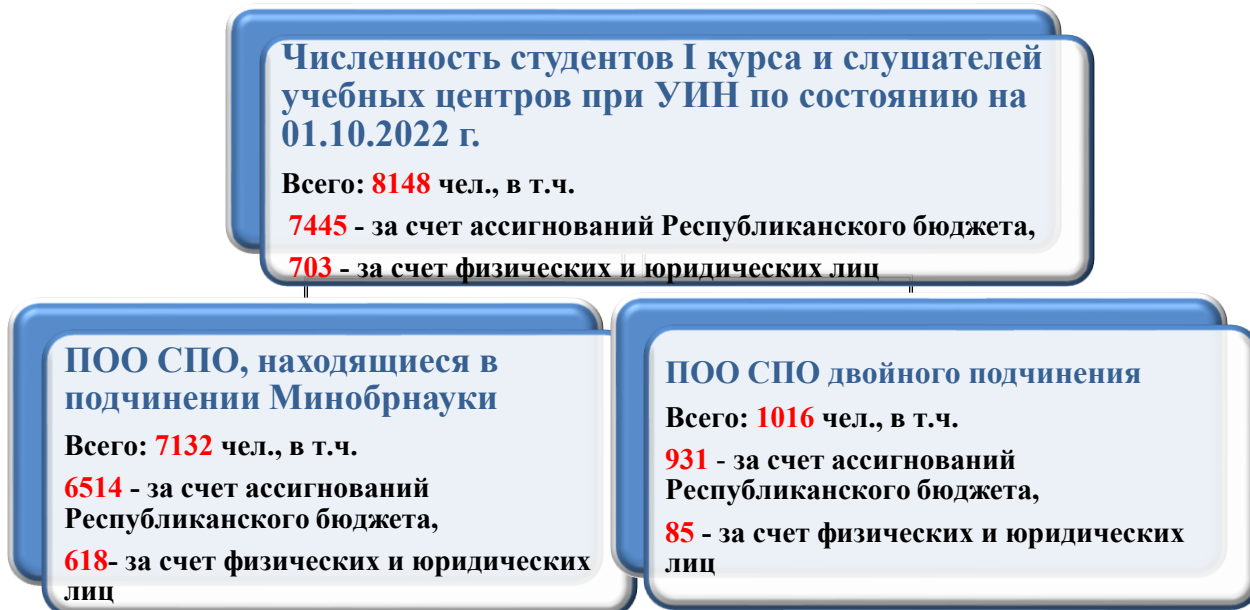 Численность студентов I курса и слушателей
учебных центров при УИН по состоянию на
01.10.2022 г.
Всего: 8148 чел., в т.ч.
7445 - за счет ассигнований Республиканского бюджета,
703 - за счет физических и юридических лиц
ПОО СПО, находящиеся в
подчинении Минобрнауки
Всего: 7132 чел., в т.ч.
6514 - за счет ассигнований
Республиканского бюджета,
618- за счет физических и юридических
лиц
ПОО СПО двойного подчинения
Всего: 1016 чел., в т.ч.
931 - за счет ассигнований
Республиканского бюджета,
85 - за счет физических и юридических
лиц